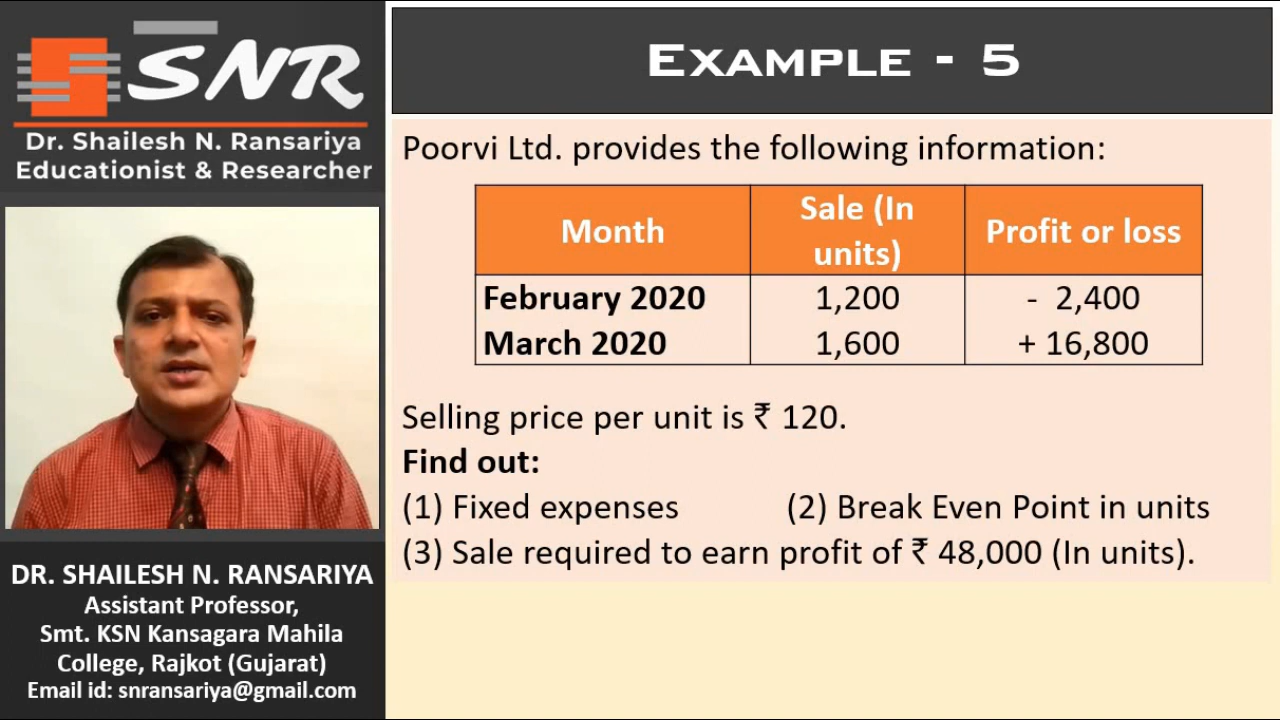 SNR
Dr. Shailesh N. Ransariya
Educationist & Researcher
DR. SHAILESH N. RANSARIYA
Assistant Professor,
Smt. KSN Kansagara Mahila
College, Rajkot (Gujarat)
Email id: snransariya@gmail.com
EXAMPLE - 5
Poorvi Ltd. provides the following information:
Month Sale (In units) Profit or loss
February 2020 1,200 - 2,400
March 2020 1,600 + 16,800
Selling price per unit is ₹ 120.
Find out:
(1) Fixed expenses (2) Break Even Point in units
(3) Sale required to earn profit of ₹ 48,000 (In units).